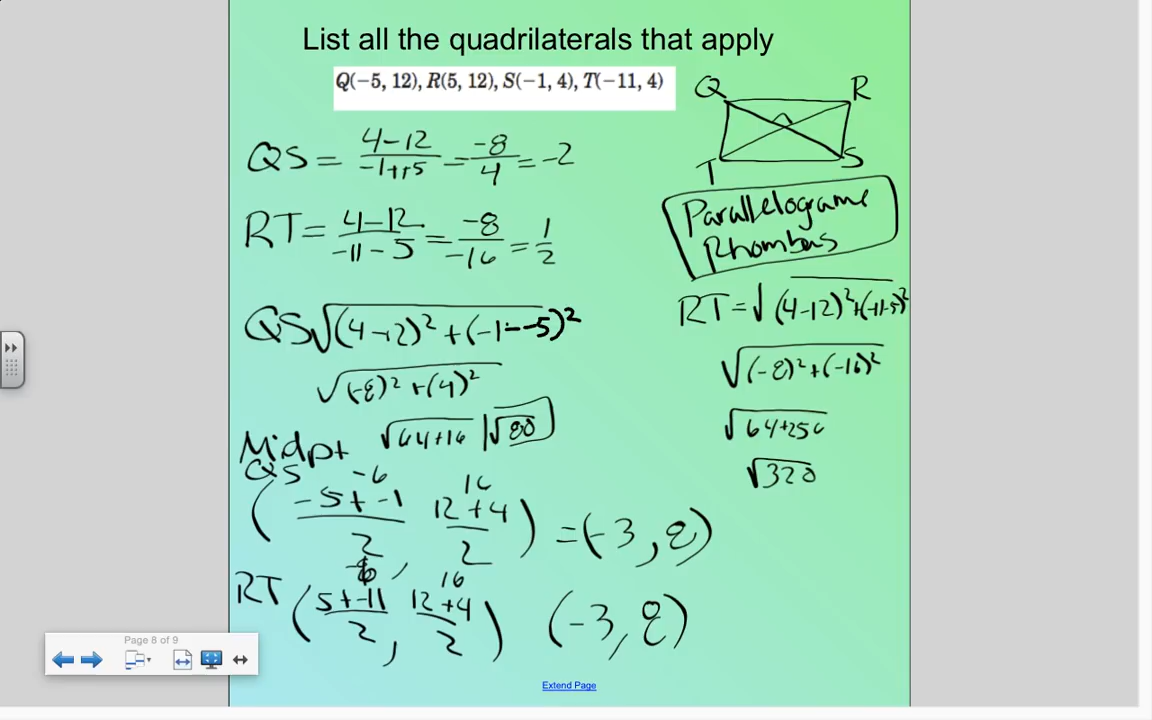 List all the quadrilaterals that apply
Q(−5, 12), R(5, 12), S(−1, 4), T(−11, 4)
Q R
T S
QS = 4-12 / -1++5 = -8 / 4 = -2
RT = 4-12 / -11-5 = -8 / -16 = 1 / 2
Parallelograme
Rhombus
QS √(4-12)² + (-1--5)²
√(-8)² + (4)²
√64+16 √80
RT = √(4-12)² + (-11-5)²
√(-8)² + (-16)²
√64+256
√320
Midpt
QS
-6 16
( -5+-1 / 2 , 12+4 / 2 ) = (-3, 8)
RT
-6 16
( 5+-11 / 2 , 12+4 / 2 ) (-3, 8)
Page 8 of 9
Extend Page